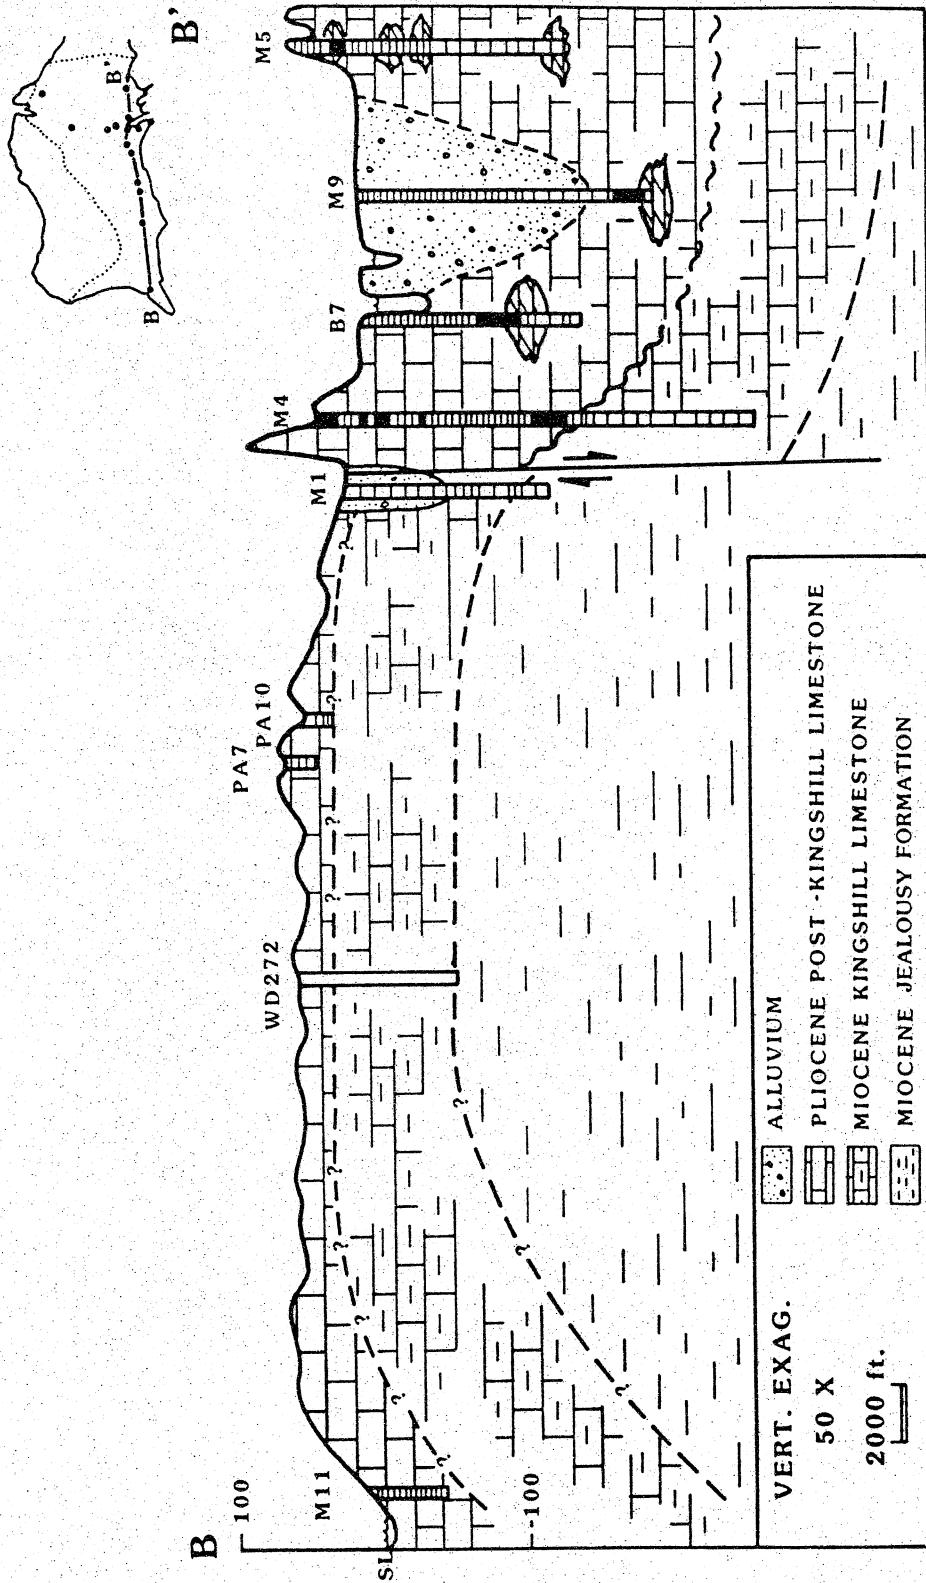 B
B'
B
B'
100
SL
-100
M11
WD272
PA7
PA10
M1
M4
B7
M9
M5
?
?
?
?
?
?
?
?
?
?
?
?
?
VERT. EXAG.
50 X
2000 ft.
ALLUVIUM
PLIOCENE POST -KINGSHILL LIMESTONE
MIOCENE KINGSHILL LIMESTONE
MIOCENE JEALOUSY FORMATION